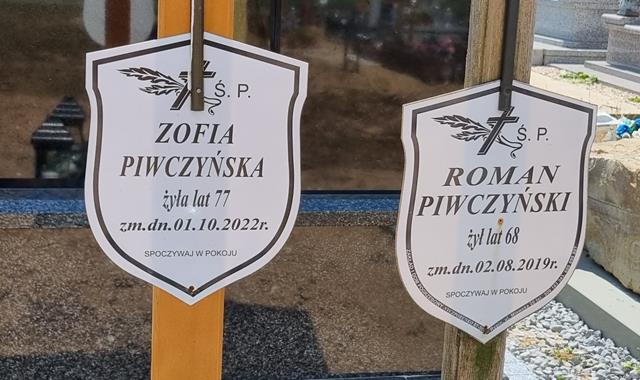 Ś. P.
ZOFIA
PIWCZYŃSKA
żyła lat 77
zm.dn.01.10.2022r.
SPOCZYWAJ W POKOJU
Ś. P.
ROMAN
PIWCZYŃSKI
żył lat 68
zm.dn.02.08.2019r.
SPOCZYWAJ W POKOJU